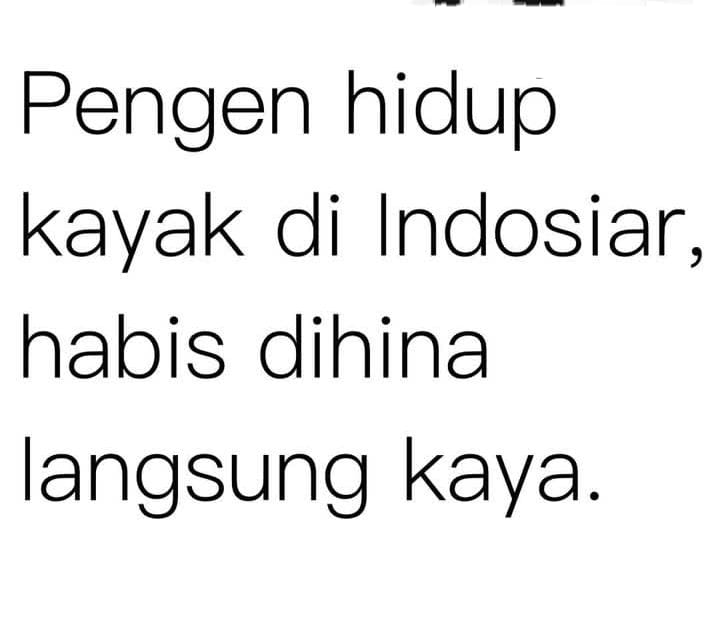 Pengen hidup
kayak di Indosiar,
habis dihina
langsung kaya.